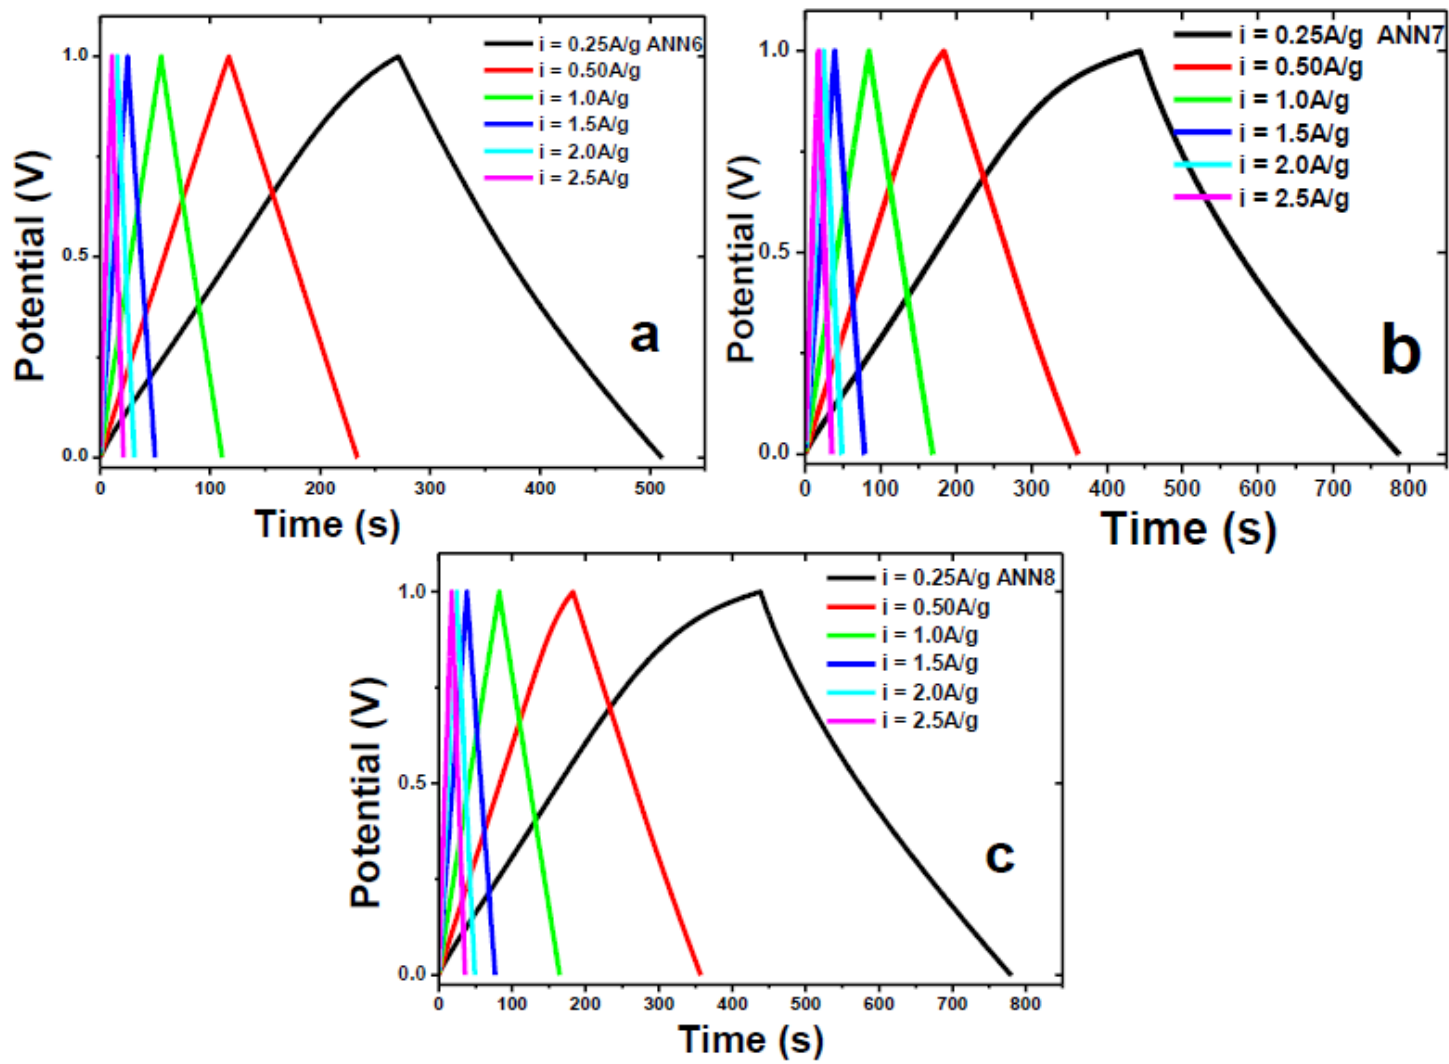 i = 0.25A/g ANN6
i = 0.50A/g
i = 1.0A/g
i = 1.5A/g
i = 2.0A/g
i = 2.5A/g
1.0
0.5
0.0
Potential (V)
a
0 100 200 300 400 500
Time (s)
i = 0.25A/g ANN7
i = 0.50A/g
i = 1.0A/g
i = 1.5A/g
i = 2.0A/g
i = 2.5A/g
1.0
0.5
0.0
Potential (V)
b
0 100 200 300 400 500 600 700 800
Time (s)
i = 0.25A/g ANN8
i = 0.50A/g
i = 1.0A/g
i = 1.5A/g
i = 2.0A/g
i = 2.5A/g
1.0
0.5
0.0
Potential (V)
c
0 100 200 300 400 500 600 700 800
Time (s)